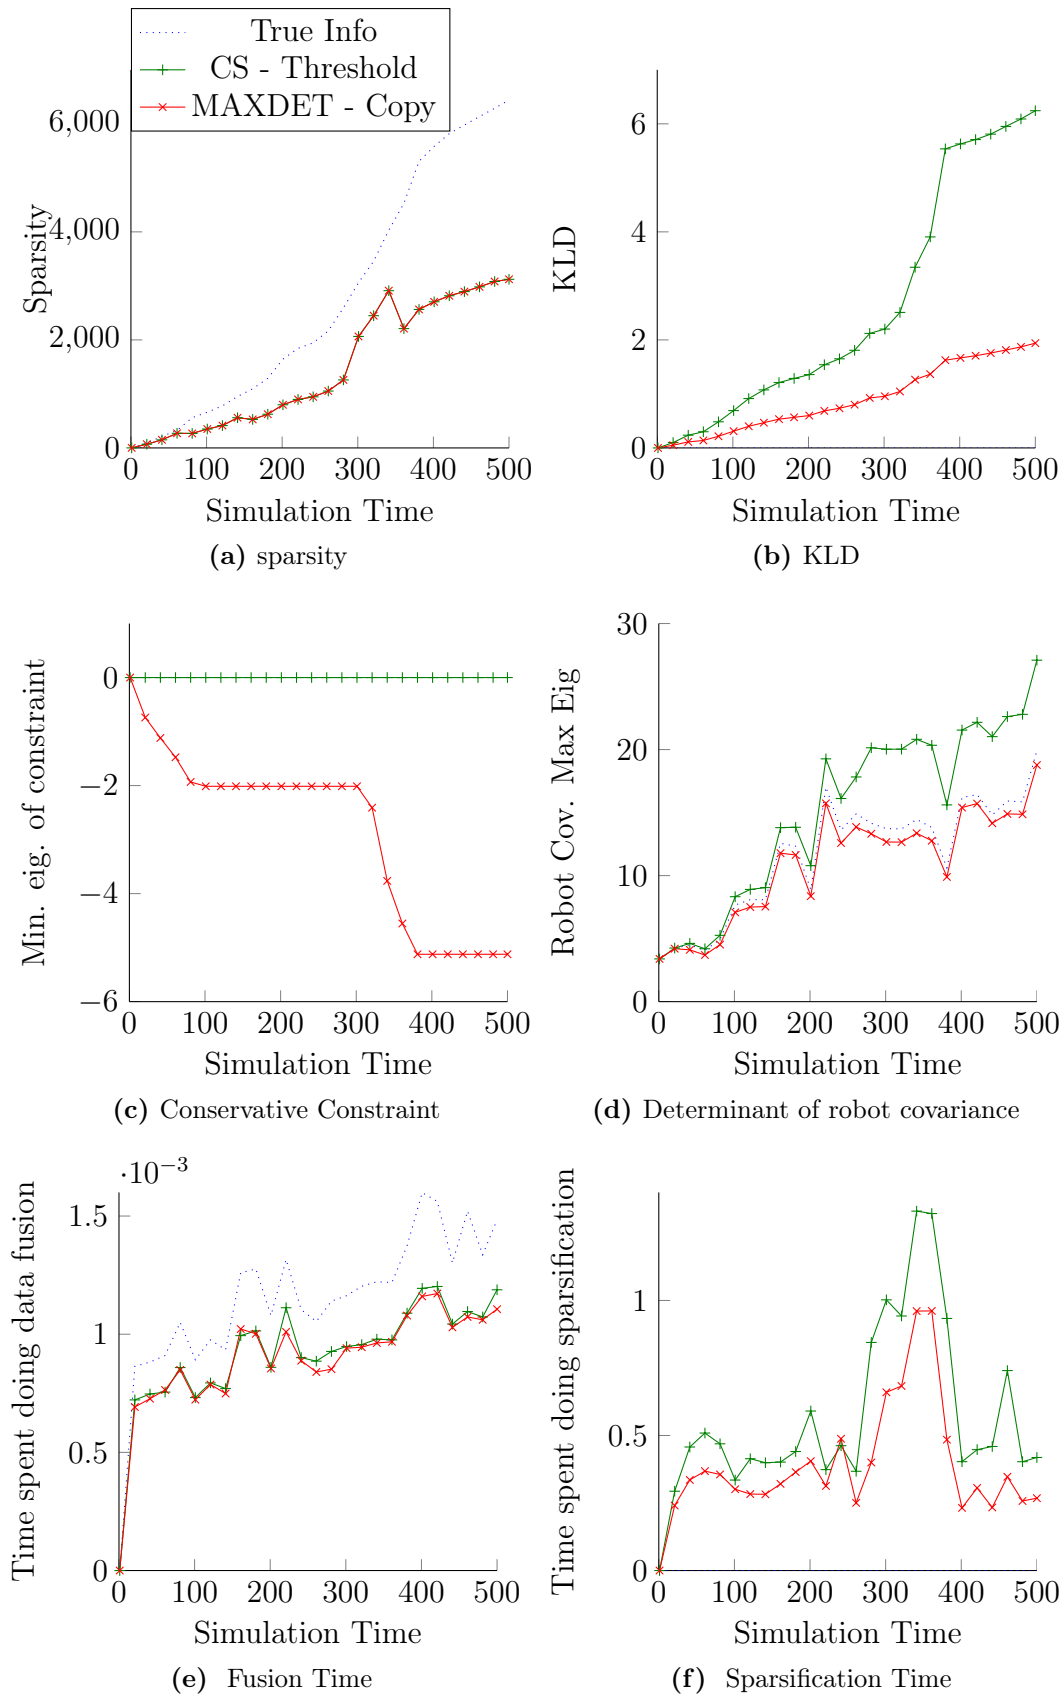 True Info
CS - Threshold
MAXDET - Copy
6,000
4,000
2,000
0
Sparsity
0 100 200 300 400 500
Simulation Time
(a) sparsity
6
4
2
0
KLD
0 100 200 300 400 500
Simulation Time
(b) KLD
0
−2
−4
−6
Min. eig. of constraint
0 100 200 300 400 500
Simulation Time
(c) Conservative Constraint
30
20
10
0
Robot Cov. Max Eig
0 100 200 300 400 500
Simulation Time
(d) Determinant of robot covariance
·10⁻³
1.5
1
0.5
0
Time spent doing data fusion
0 100 200 300 400 500
Simulation Time
(e) Fusion Time
1
0.5
0
Time spent doing sparsification
0 100 200 300 400 500
Simulation Time
(f) Sparsification Time